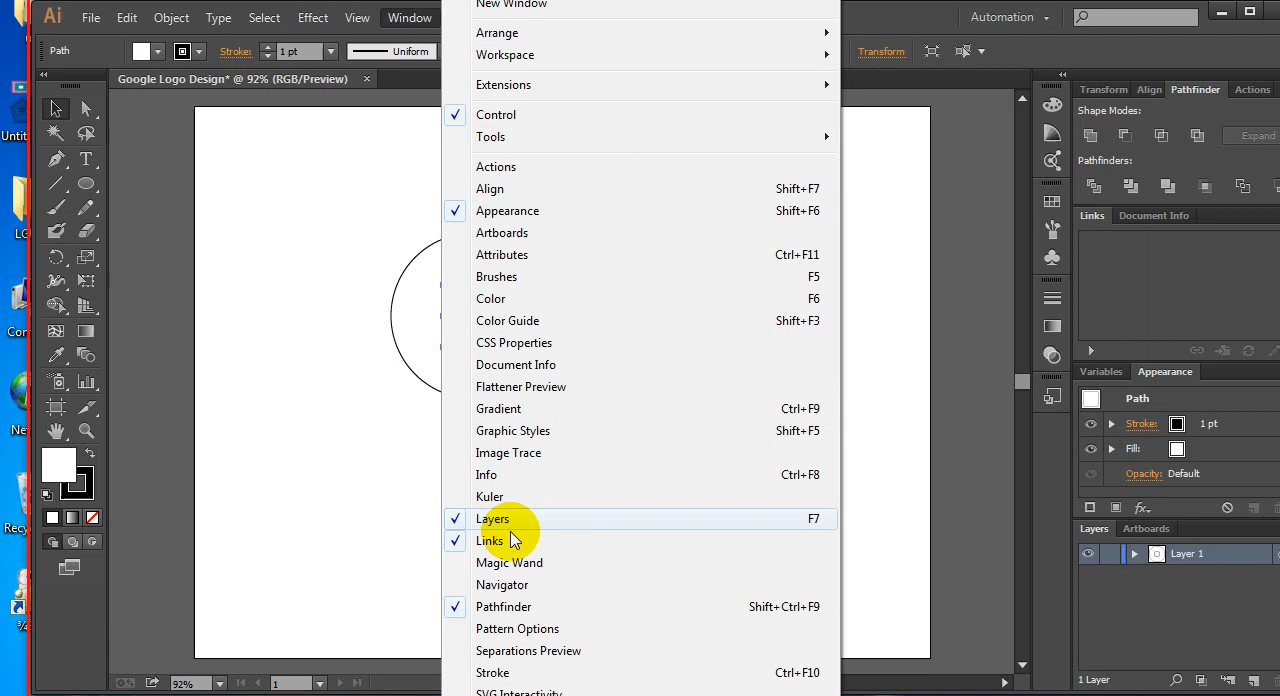 Ai File Edit Object Type Select Effect View Window
Automation
Path
Stroke:
1 pt
Uniform
Transform
Google Logo Design* @ 92% (RGB/Preview)
New Window
Arrange
Workspace
Extensions
Control
Tools
Actions
Align Shift+F7
Appearance Shift+F6
Artboards
Attributes Ctrl+F11
Brushes F5
Color F6
Color Guide Shift+F3
CSS Properties
Document Info
Flattener Preview
Gradient Ctrl+F9
Graphic Styles Shift+F5
Image Trace
Info Ctrl+F8
Kuler
Layers F7
Links
Magic Wand
Navigator
Pathfinder Shift+Ctrl+F9
Pattern Options
Separations Preview
Stroke Ctrl+F10
SVG Interactivity
Transform Align Pathfinder Actions
Shape Modes:
Expand
Pathfinders:
Links Document Info
Variables Appearance
Path
Stroke: 1 pt
Fill:
Opacity: Default
fx
Layers Artboards
Layer 1
1 Layer
92%
1